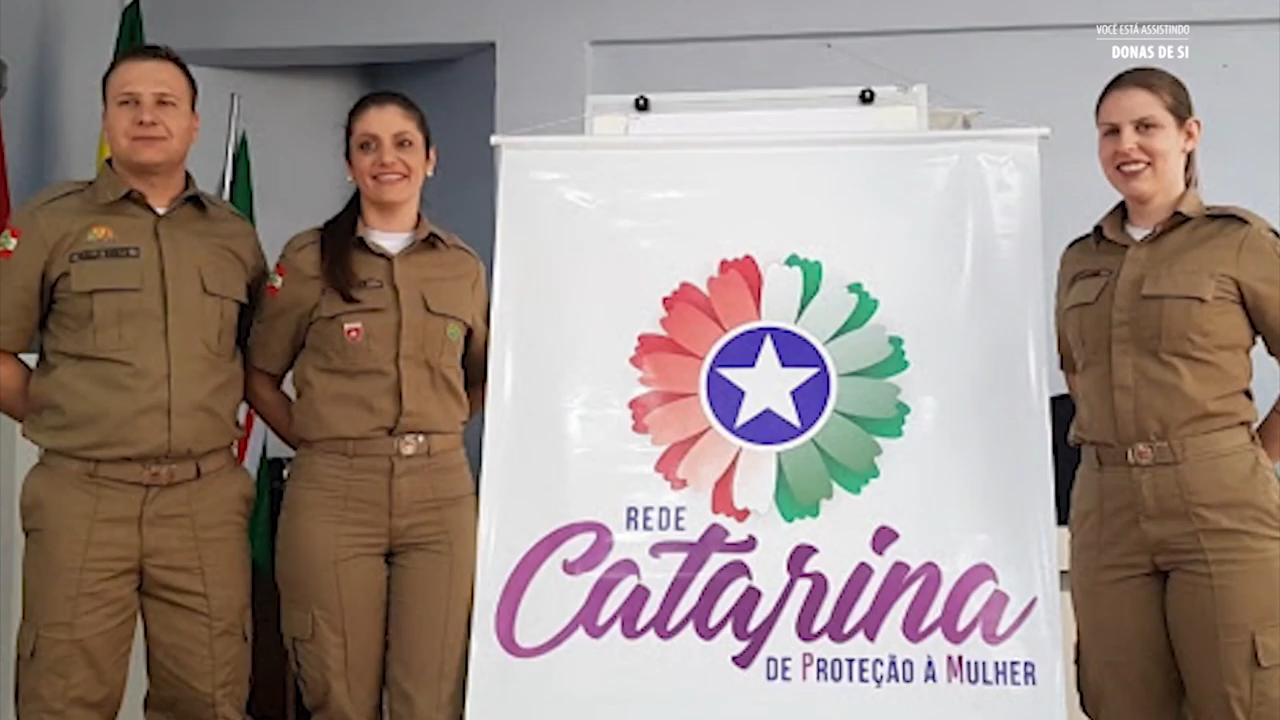 VOCÊ ESTÁ ASSISTINDO
DONAS DE SI
REDE
Catarina
DE PROTEÇÃO À MULHER